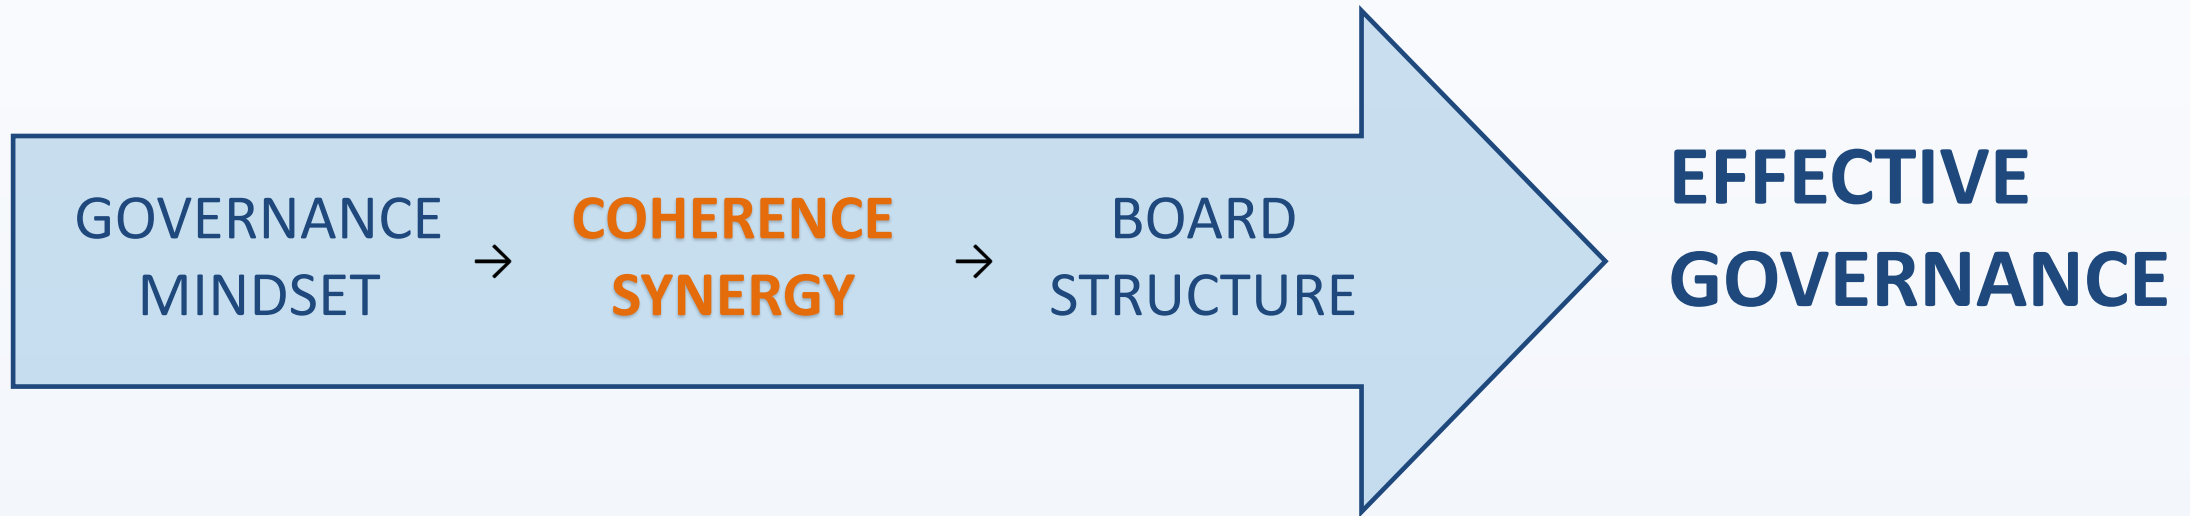 GOVERNANCE
MINDSET
→
COHERENCE
SYNERGY
→
BOARD
STRUCTURE
EFFECTIVE
GOVERNANCE